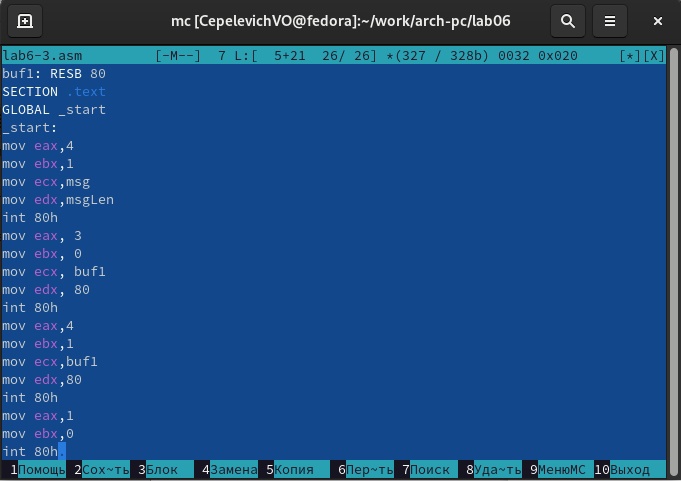 mc [CepelevichVO@fedora]:~/work/arch-pc/lab06
lab6-3.asm [-M--] 7 L:[ 5+21 26/ 26] *(327 / 328b) 0032 0x020 [*][X]
buf1: RESB 80
SECTION .text
GLOBAL _start
_start:
mov eax,4
mov ebx,1
mov ecx,msg
mov edx,msgLen
int 80h
mov eax, 3
mov ebx, 0
mov ecx, buf1
mov edx, 80
int 80h
mov eax,4
mov ebx,1
mov ecx,buf1
mov edx,80
int 80h
mov eax,1
mov ebx,0
int 80h
1Помощь 2Сох~ть 3Блок 4Замена 5Копия 6Пер~ть 7Поиск 8Уда~ть 9МенюMC 10Выход